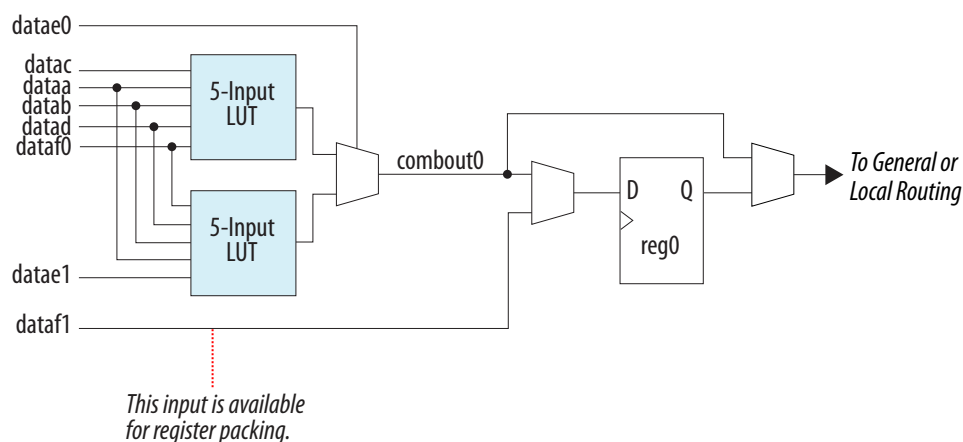 datae0
datac
dataa
datab
datad
dataf0
5-Input
LUT
combout0
D Q
reg0
To General or
Local Routing
5-Input
LUT
datae1
dataf1
This input is available
for register packing.